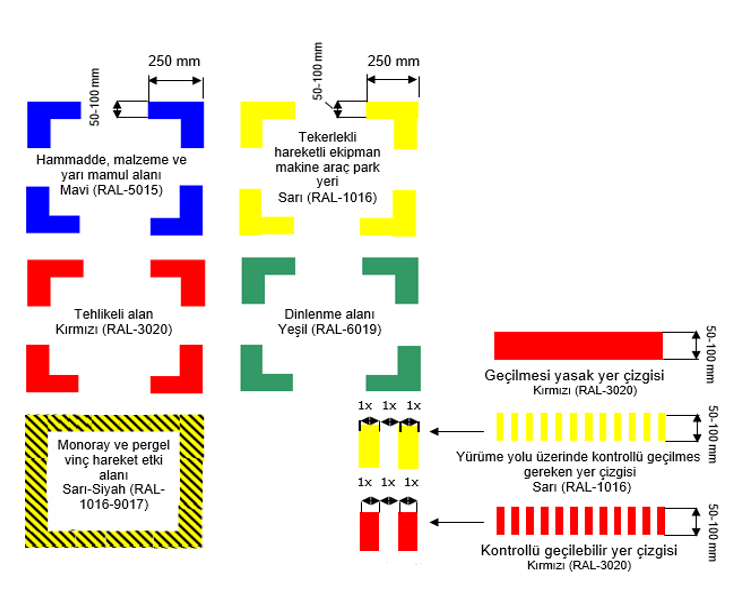 250 mm
50-100 mm
Hammadde, malzeme ve
yarı mamul alanı
Mavi (RAL-5015)
250 mm
50-100 mm
Tekerlekli
hareketli ekipman
makine araç park
yeri
Sarı (RAL-1016)
Tehlikeli alan
Kırmızı (RAL-3020)
Dinlenme alanı
Yeşil (RAL-6019)
50-100 mm
Geçilmesi yasak yer çizgisi
Kırmızı (RAL-3020)
Monoray ve pergel
vinç hareket etki
alanı
Sarı-Siyah (RAL-
1016-9017)
1x 1x 1x
50-100 mm
Yürüme yolu üzerinde kontrollü geçilmes
gereken yer çizgisi
Sarı (RAL-1016)
1x 1x 1x
50-100 mm
Kontrollü geçilebilir yer çizgisi
Kırmızı (RAL-3020)